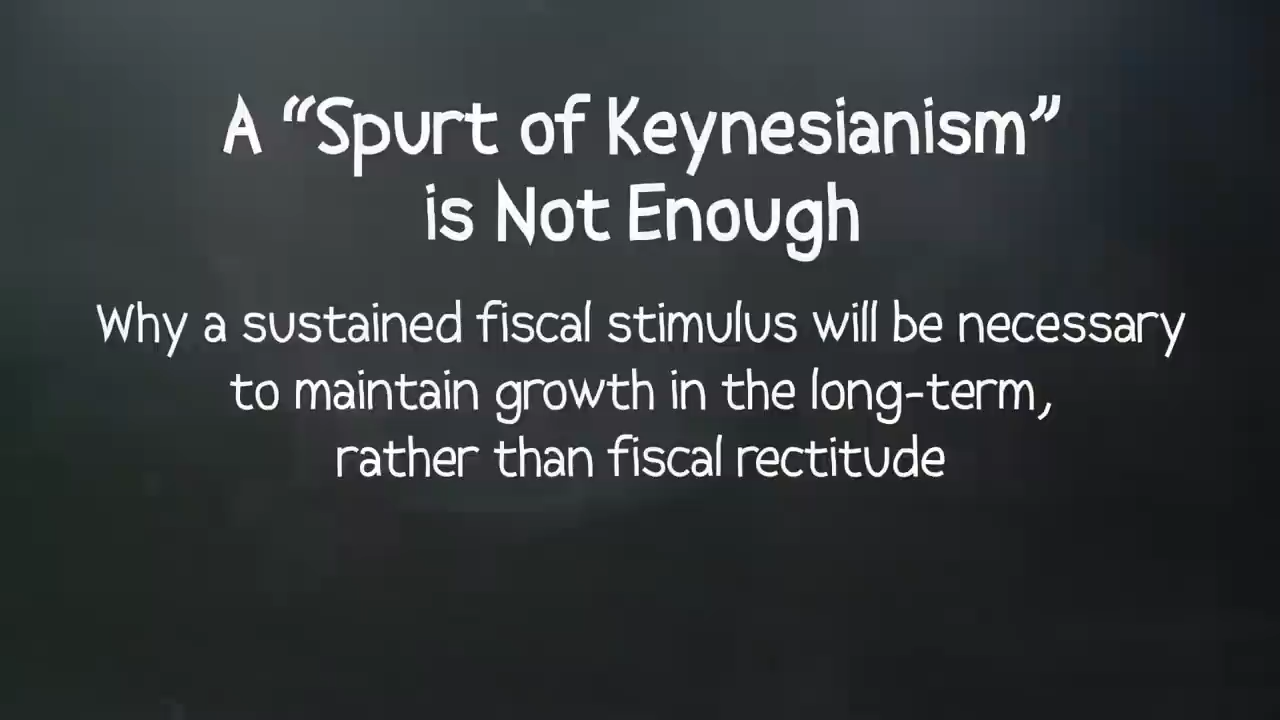 A “Spurt of Keynesianism”
is Not Enough
Why a sustained fiscal stimulus will be necessary
to maintain growth in the long-term,
rather than fiscal rectitude